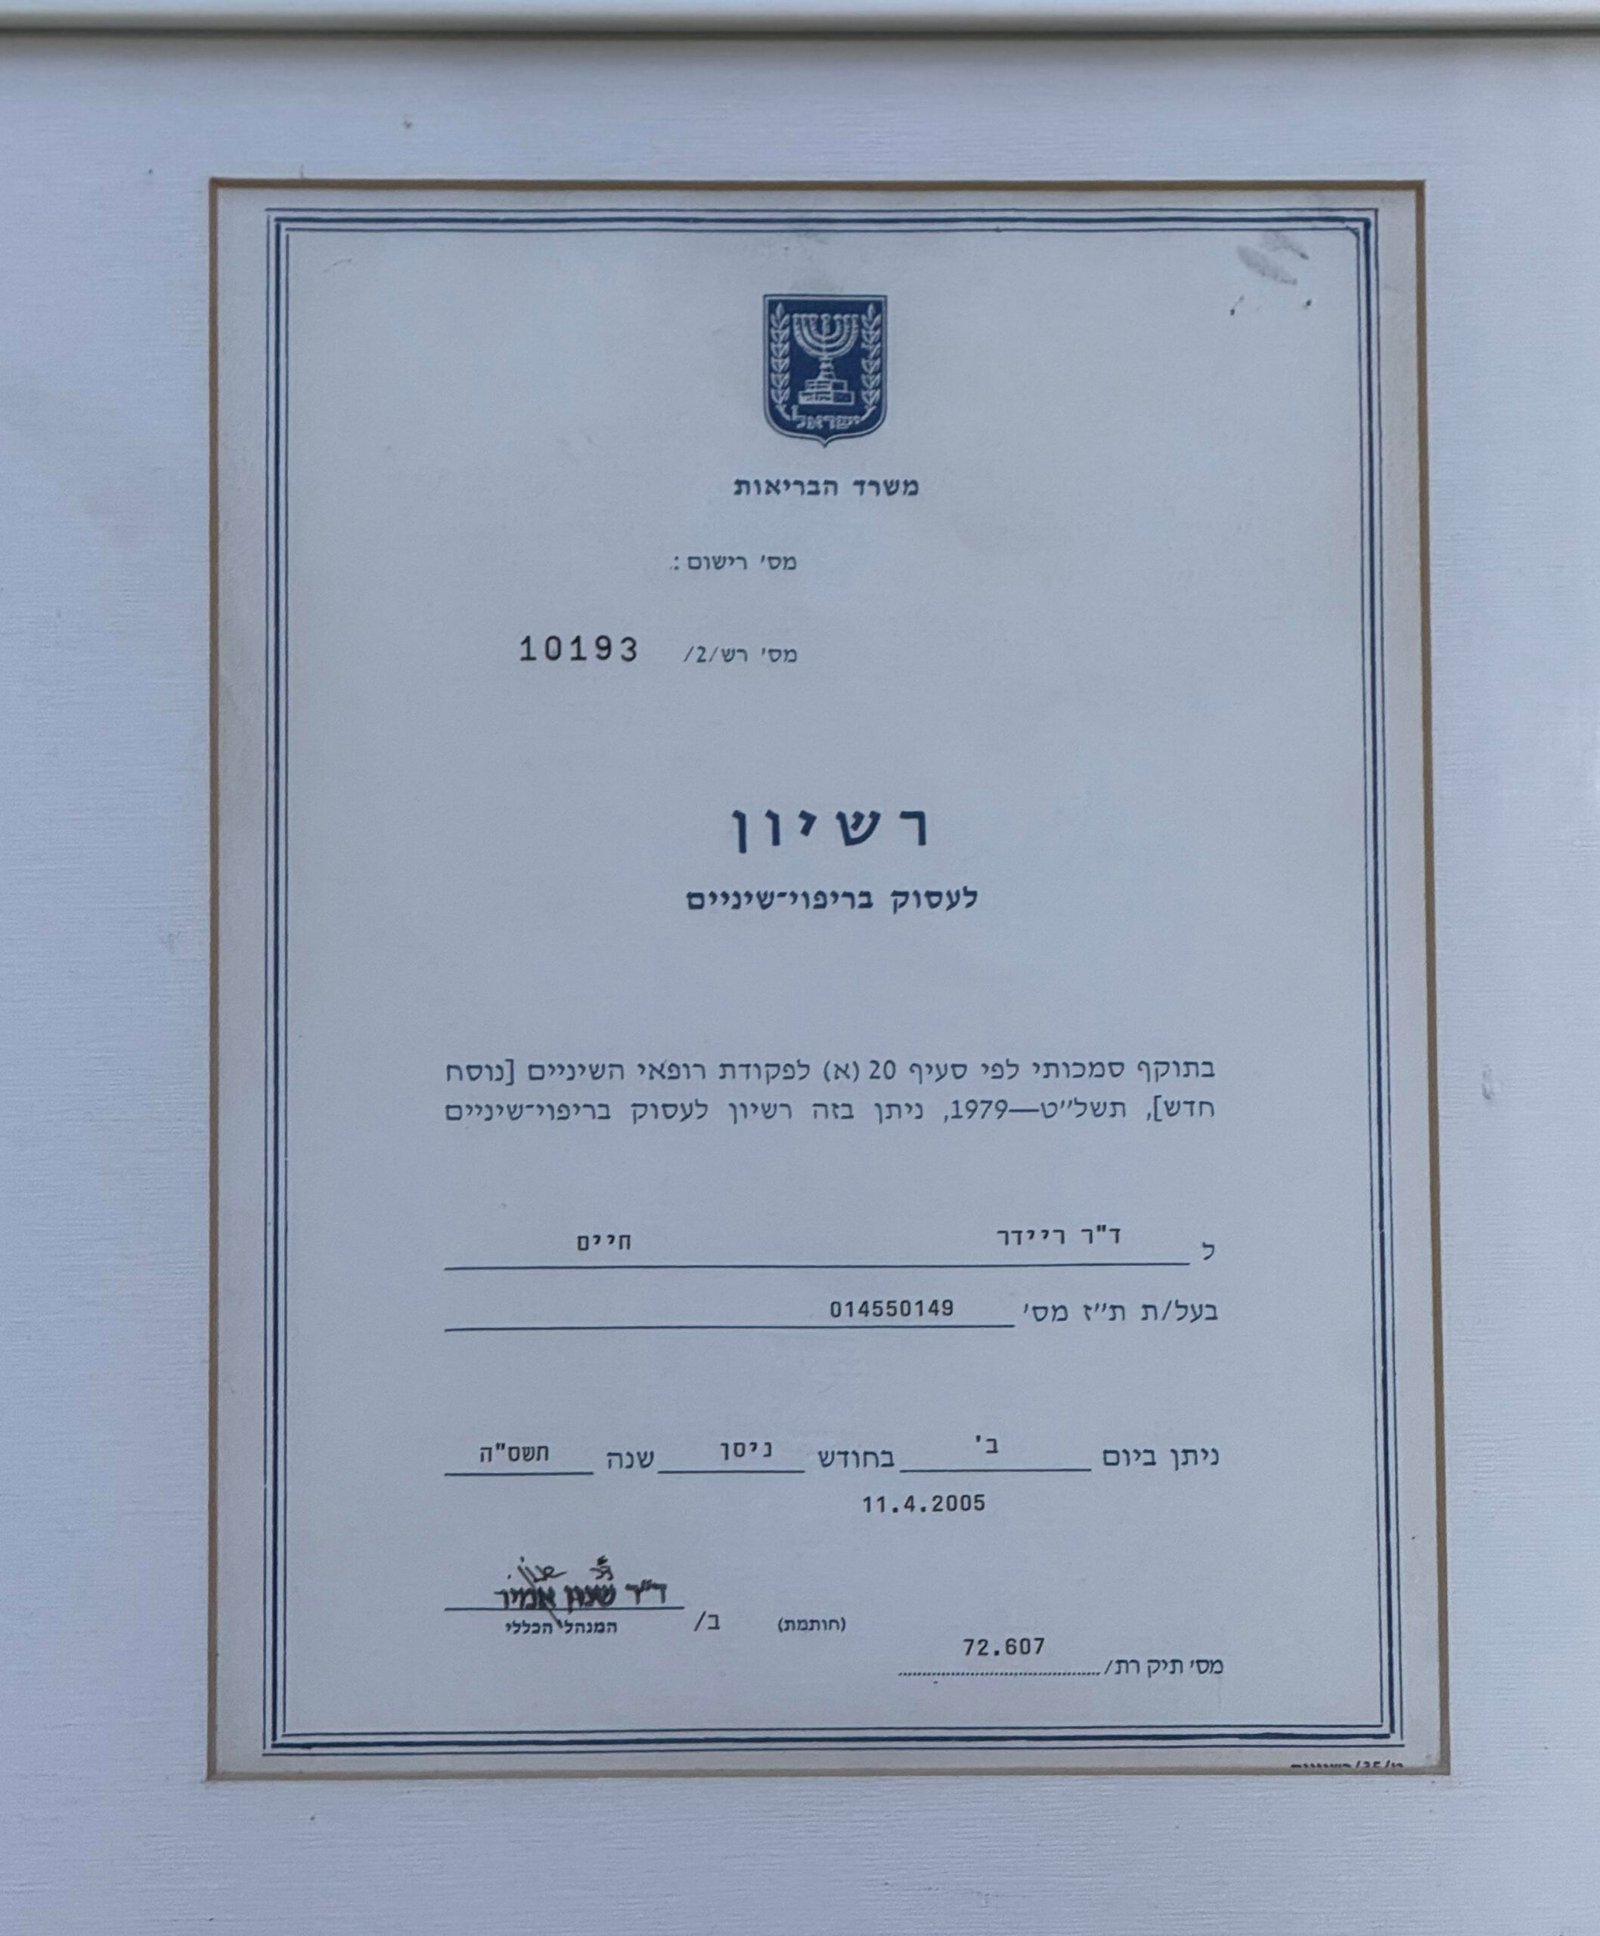 ישראל
משרד הבריאות
מס׳ רישום:
מס׳ רש/2/ 10193
רשיון
לעסוק בריפוי־שיניים
בתוקף סמכותי לפי סעיף 20 (א) לפקודת רופאי השיניים [נוסח
חדש], תשל״ט—1979, ניתן בזה רשיון לעסוק בריפוי־שיניים
ל ד"ר ריידר חיים
בעל/ת ת״ז מס׳ 014550149
ניתן ביום ב' בחודש ניסן שנה תשס"ה
11.4.2005
ד״ר אמיר
ב/ המנהל הכללי
(חותמת)
מס׳ תיק רת/ 72.607